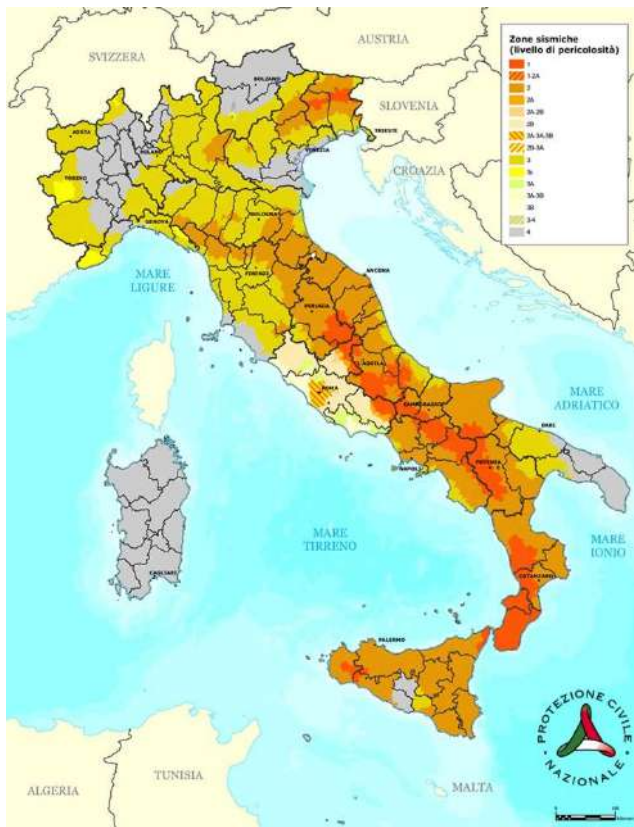 AUSTRIA
SVIZZERA
BOLZANO
SLOVENIA
AOSTA
TRIESTE
MILANO
VENEZIA
TORINO
CROAZIA
GENOVA
BOLOGNA
MARE
LIGURE
FIRENZE
ANCONA
PERUGIA
L'AQUILA
ROMA
CAMPOBASSO
MARE
ADRIATICO
BARI
NAPOLI
POTENZA
MARE
TIRRENO
MARE
IONIO
CAGLIARI
CATANZARO
PALERMO
ALGERIA
TUNISIA
MALTA
Zone sismiche
(livello di pericolosità)
1
1-2A
2
2A
2A-2B
2B
2A-3A-3B
2B-3A
3
3s
3A
3A-3B
3B
3-4
4
PROTEZIONE CIVILE
NAZIONALE